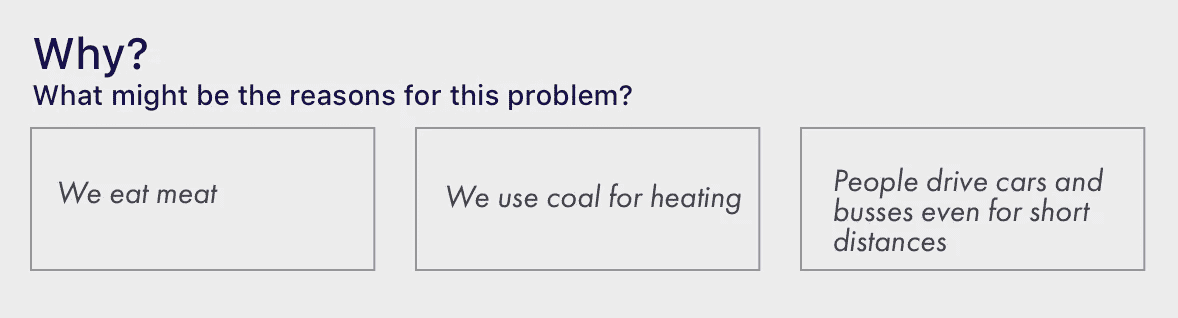 Why?
What might be the reasons for this problem?
We eat meat
We use coal for heating
People drive cars and
busses even for short
distances